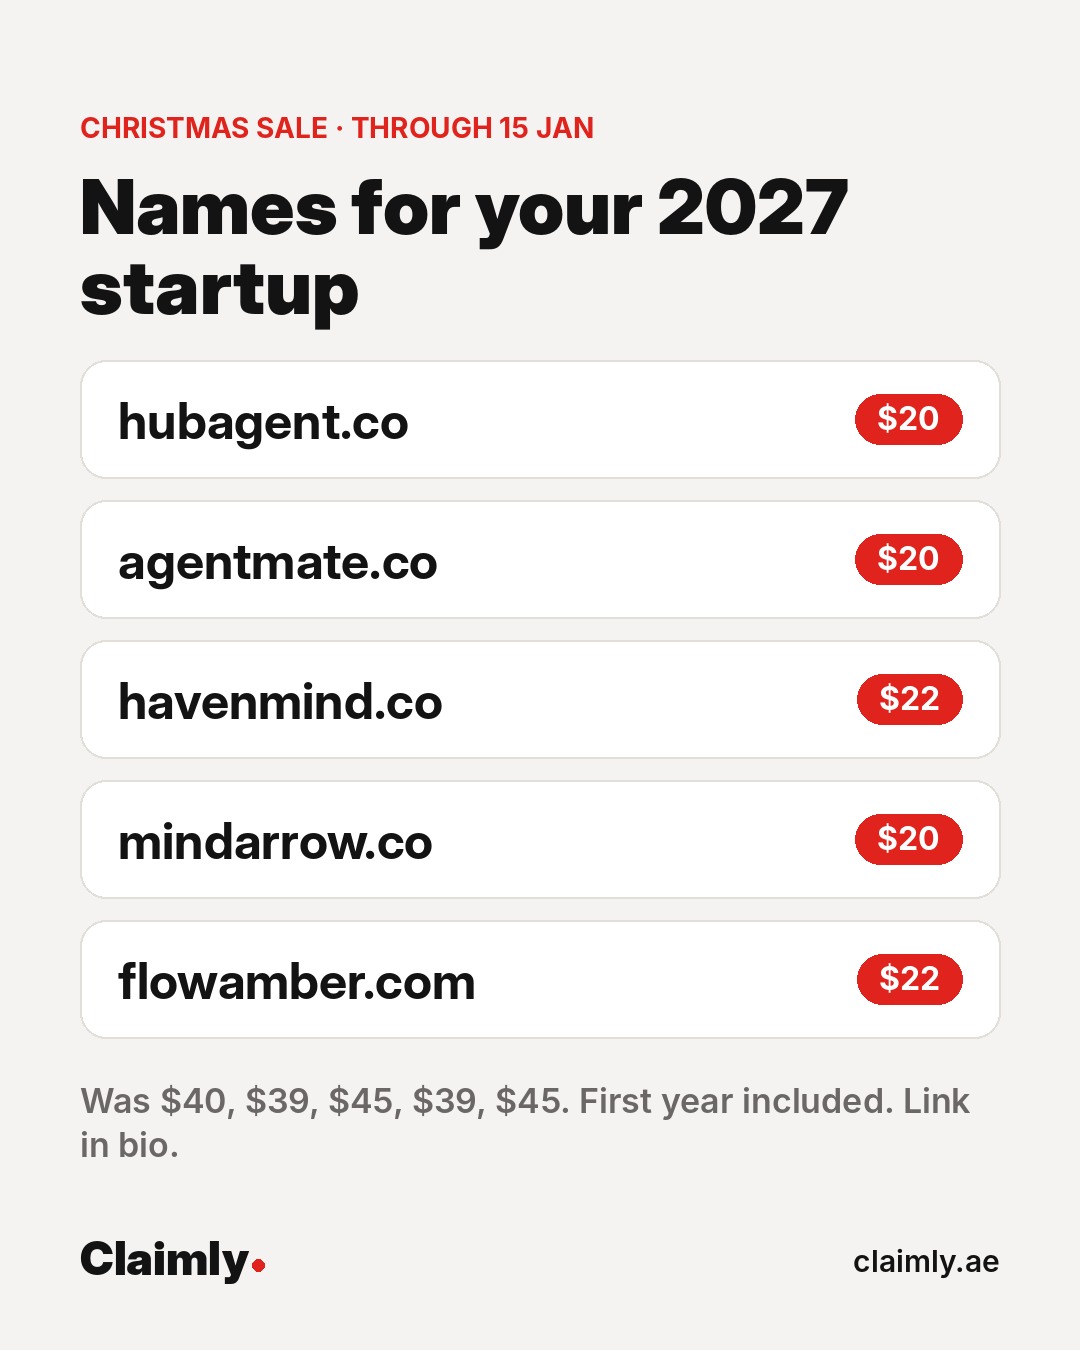 CHRISTMAS SALE · THROUGH 15 JAN
Names for your 2027
startup
hubagent.co $20
agentmate.co $20
havenmind.co $22
mindarrow.co $20
flowamber.com $22
Was $40, $39, $45, $39, $45. First year included. Link
in bio.
Claimly. claimly.ae